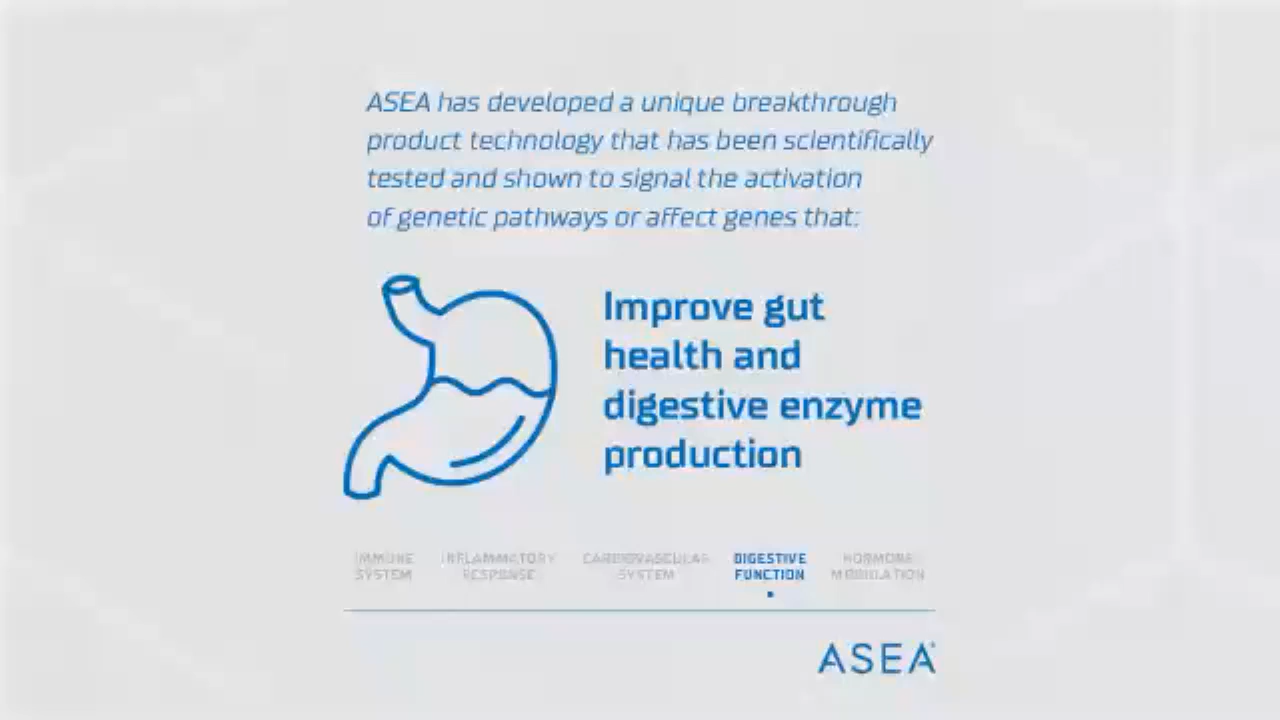 ASEA has developed a unique breakthrough
product technology that has been scientifically
tested and shown to signal the activation
of genetic pathways or affect genes that:
Improve gut
health and
digestive enzyme
production
IMMUNE
SYSTEM
INFLAMMATORY
RESPONSE
CARDIOVASCULAR
SYSTEM
DIGESTIVE
FUNCTION
HORMONE
MODULATION
ASEA